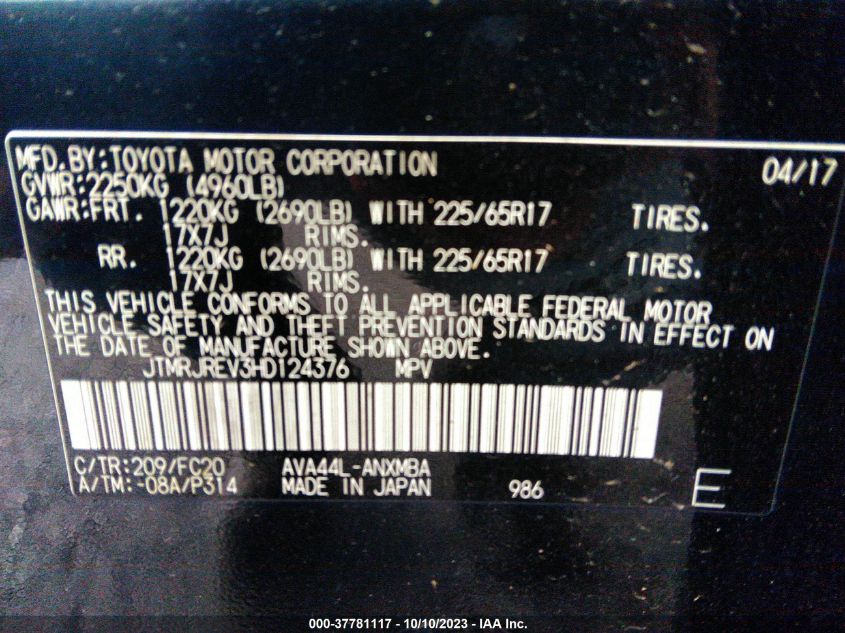 MFD.BY:TOYOTA MOTOR CORPORATION 04/17
GVWR:2250KG (4960LB)
GAWR:FRT. 1220KG (2690LB) WITH 225/65R17 TIRES.
17X7J RIMS.
RR. 1220KG (2690LB) WITH 225/65R17 TIRES.
17X7J RIMS.
THIS VEHICLE CONFORMS TO ALL APPLICABLE FEDERAL MOTOR
VEHICLE SAFETY AND THEFT PREVENTION STANDARDS IN EFFECT ON
THE DATE OF MANUFACTURE SHOWN ABOVE.
JTMRJREV3HD124376 MPV
C/TR:209/FC20 AVA44L-ANXMBA
A/TM:-08A/P314 MADE IN JAPAN 986 E
000-37781117 - 10/10/2023 - IAA Inc.